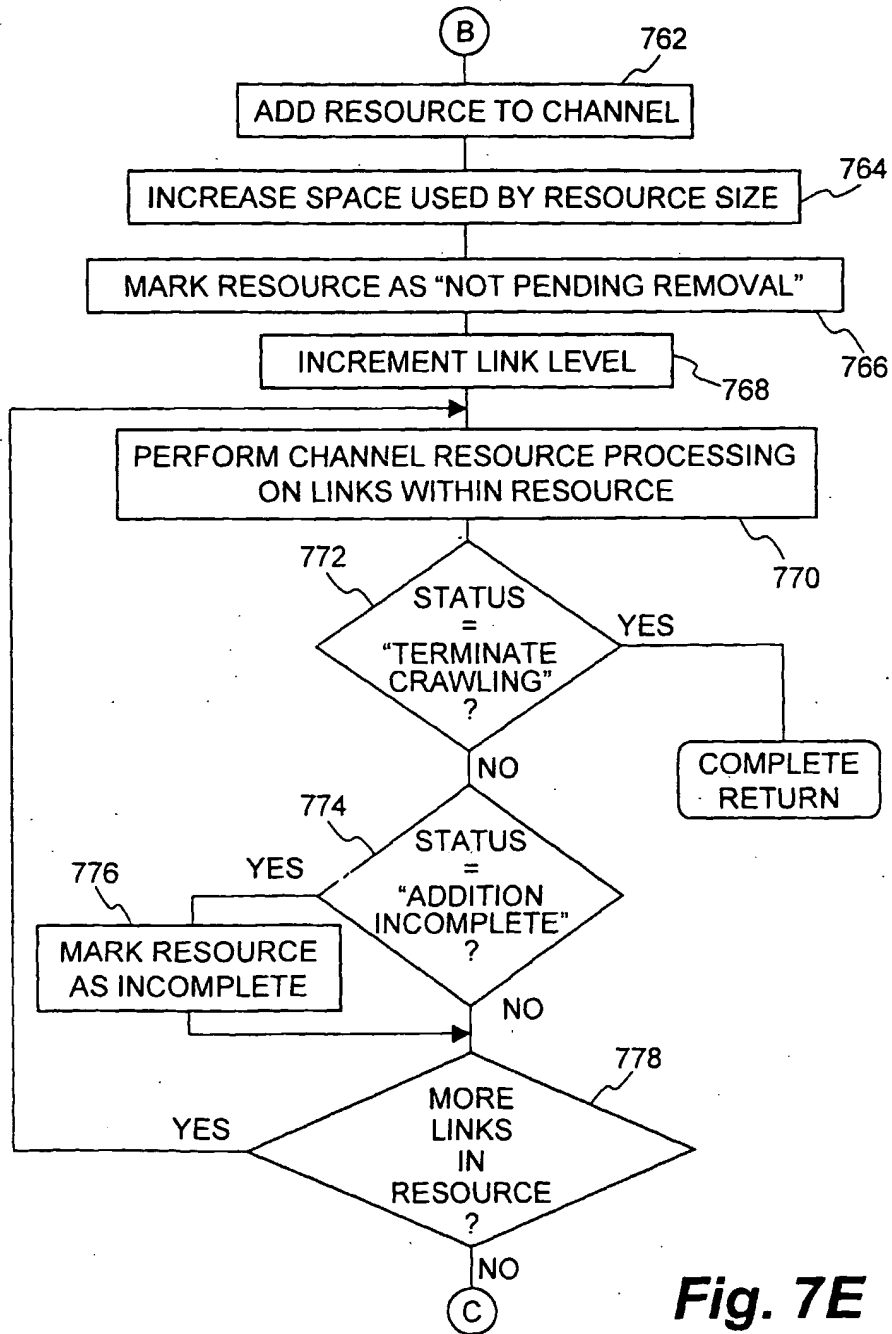 B
762
ADD RESOURCE TO CHANNEL
764
INCREASE SPACE USED BY RESOURCE SIZE
MARK RESOURCE AS “NOT PENDING REMOVAL”
766
INCREMENT LINK LEVEL
768
PERFORM CHANNEL RESOURCE PROCESSING
ON LINKS WITHIN RESOURCE
770
772
STATUS
=
“TERMINATE
CRAWLING”
?
YES
NO
COMPLETE
RETURN
774
STATUS
=
“ADDITION
INCOMPLETE”
?
YES
776
MARK RESOURCE
AS INCOMPLETE
NO
778
MORE
LINKS
IN
RESOURCE
?
YES
NO
C
Fig. 7E